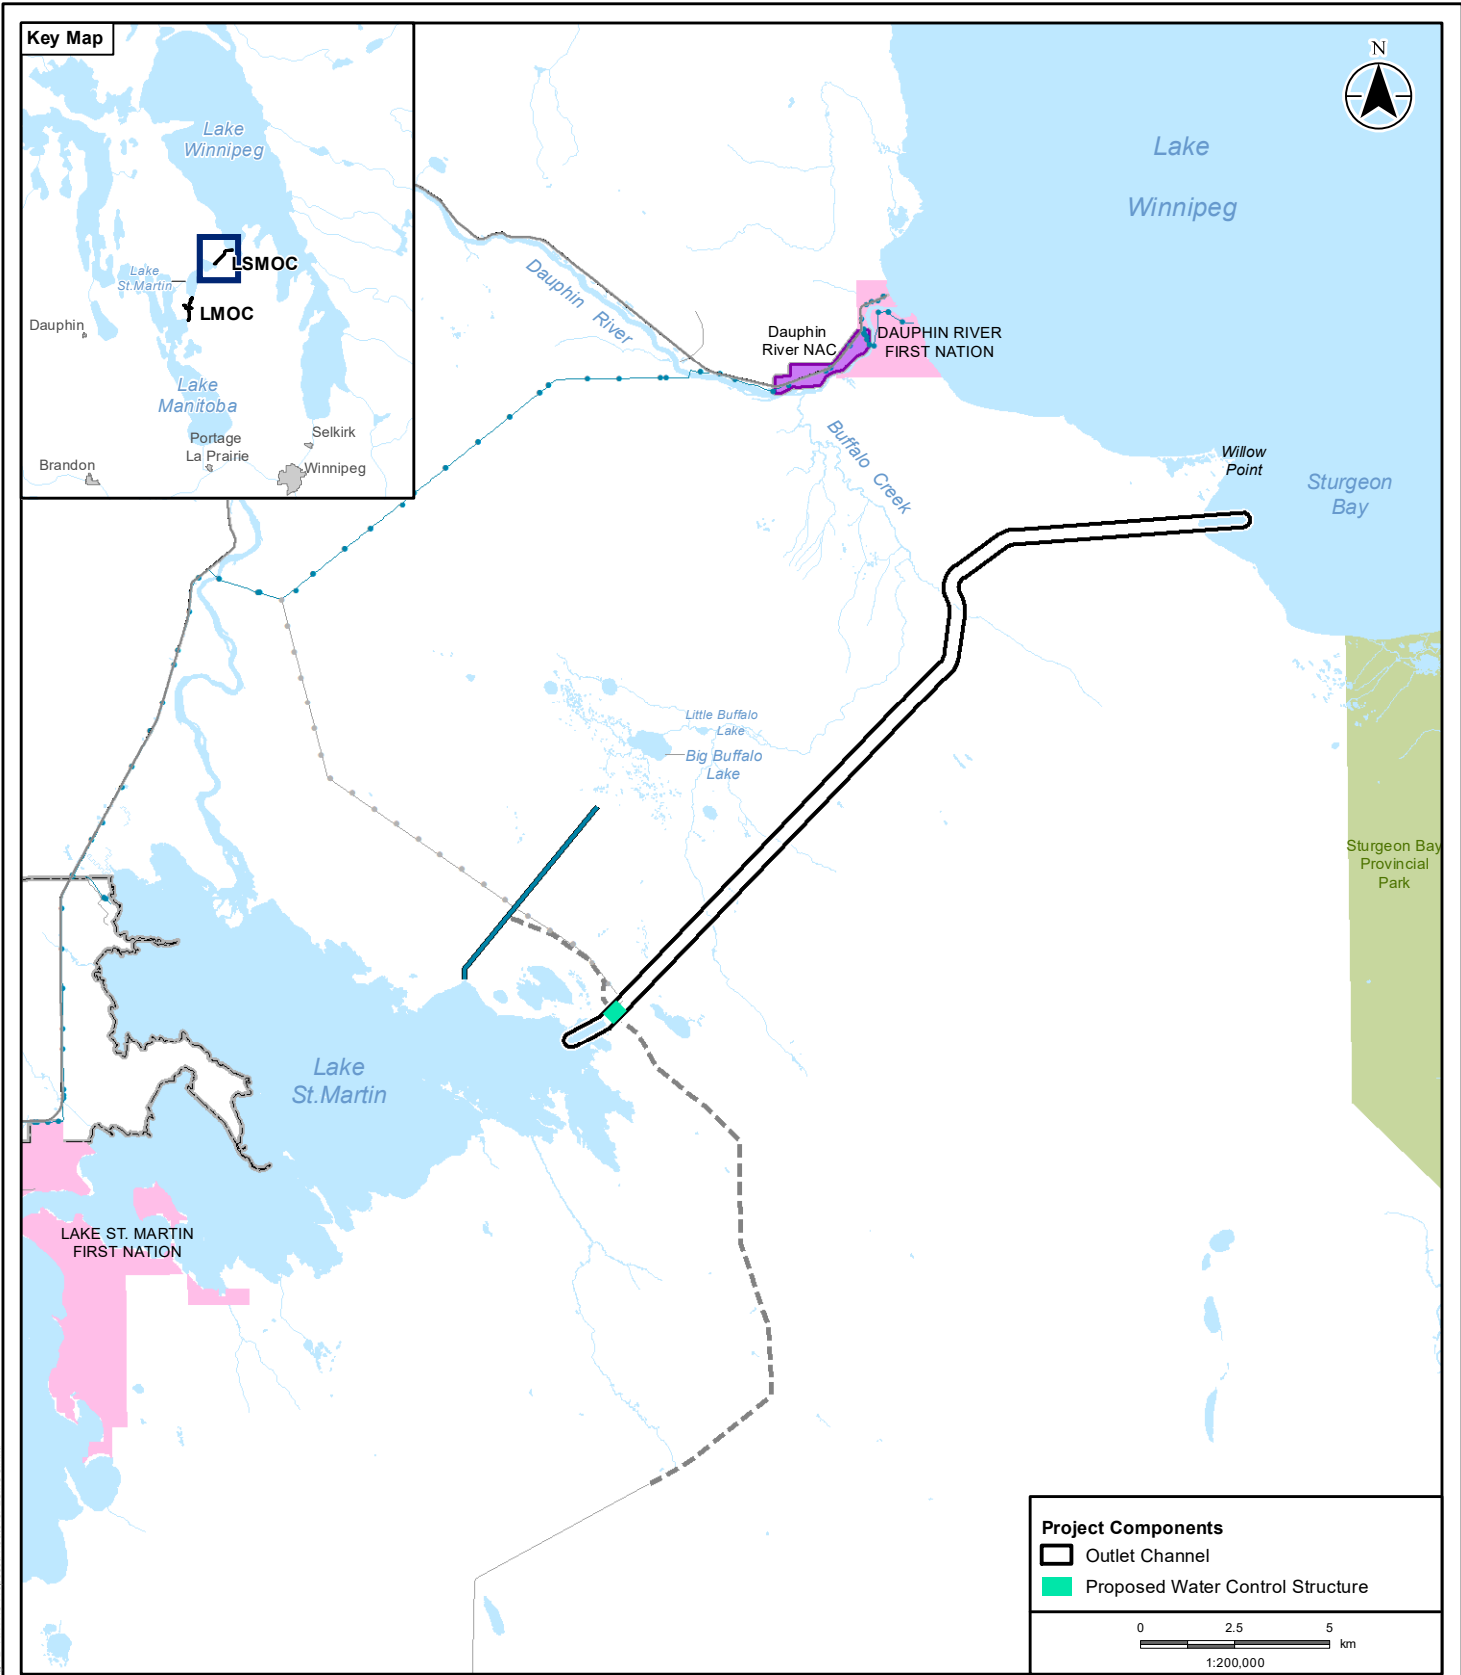 Key Map
Lake
Winnipeg
LSMOC
Lake
St.Martin
LMOC
Dauphin
Lake
Manitoba
Portage
La Prairie
Selkirk
Brandon
Winnipeg
N
Lake
Winnipeg
Dauphin River
Dauphin
River NAC
DAUPHIN RIVER
FIRST NATION
Buffalo Creek
Willow
Point
Sturgeon
Bay
Little Buffalo
Lake
Big Buffalo
Lake
Sturgeon Bay
Provincial
Park
Lake
St.Martin
LAKE ST. MARTIN
FIRST NATION
Project Components
Outlet Channel
Proposed Water Control Structure
0 2.5 5
km
1:200,000